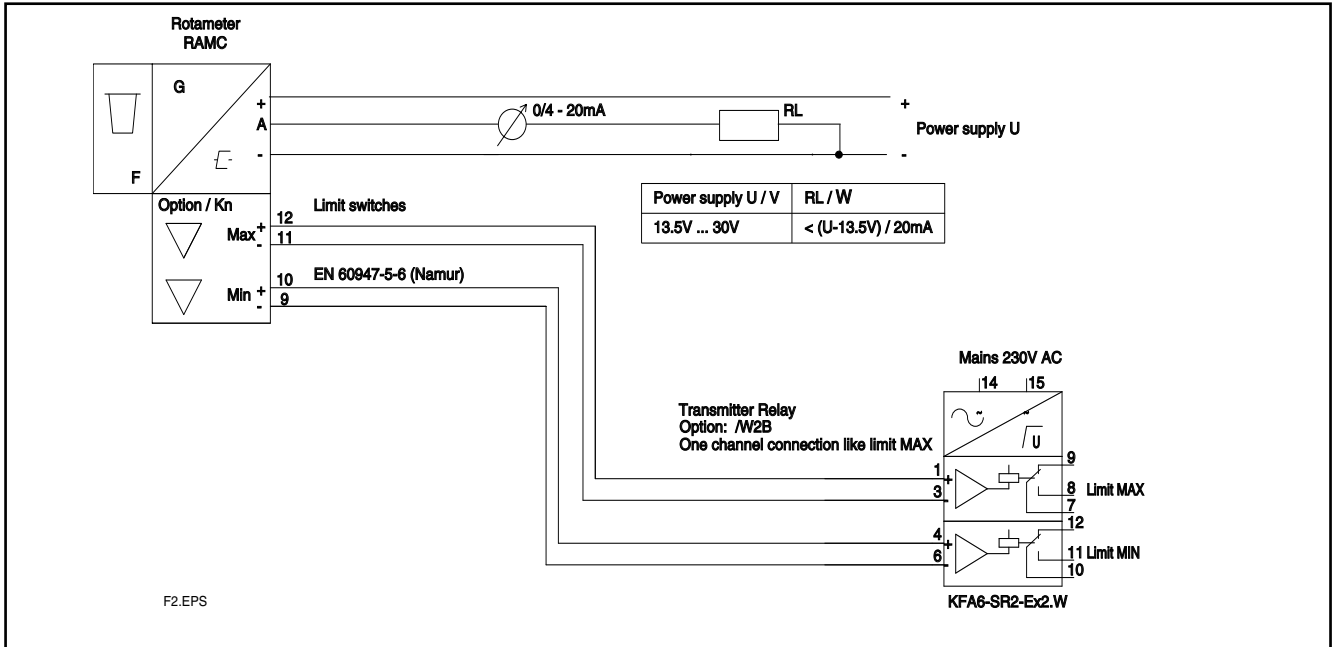 Rotameter
RAMC
G
F
+
A
-
0/4 - 20mA
RL
+
-
Power supply U
Power supply U / V RL / W
13.5V ... 30V < (U-13.5V) / 20mA
Option / Kn
Limit switches
Max + 12
- 11
EN 60947-5-6 (Namur)
Min + 10
- 9
Mains 230V AC
14 15
~
~
U
Transmitter Relay
Option: /W2B
One channel connection like limit MAX
1 +
3 -
9
8 Limit MAX
7
4 +
6 -
12
11 Limit MIN
10
KFA6-SR2-Ex2.W
F2.EPS